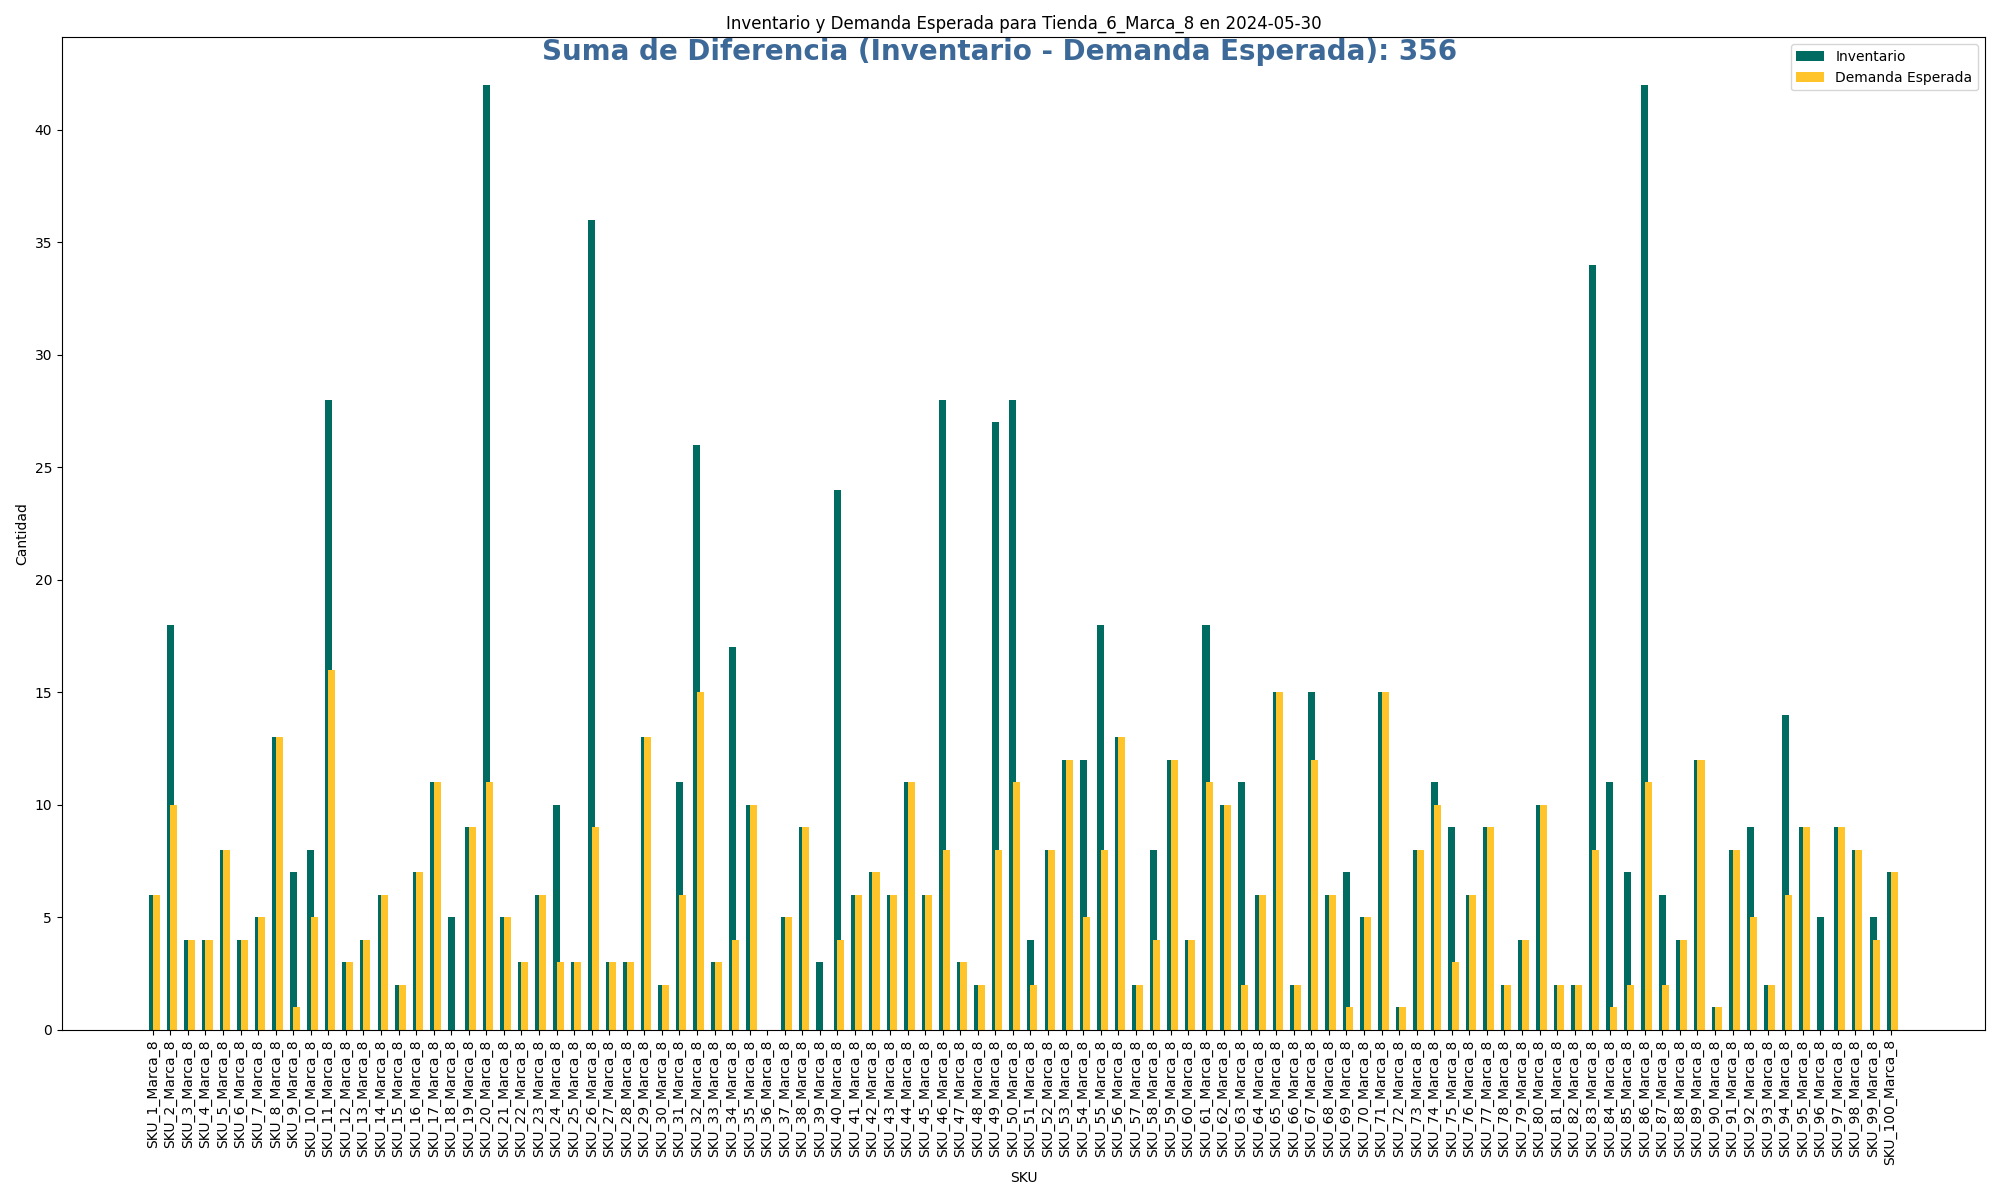 Inventario y Demanda Esperada para Tienda_6_Marca_8 en 2024-05-30
Suma de Diferencia (Inventario - Demanda Esperada): 356
Inventario
Demanda Esperada
Cantidad
40
35
30
25
20
15
10
5
0
SKU_1_Marca_8
SKU_2_Marca_8
SKU_3_Marca_8
SKU_4_Marca_8
SKU_5_Marca_8
SKU_6_Marca_8
SKU_7_Marca_8
SKU_8_Marca_8
SKU_9_Marca_8
SKU_10_Marca_8
SKU_11_Marca_8
SKU_12_Marca_8
SKU_13_Marca_8
SKU_14_Marca_8
SKU_15_Marca_8
SKU_16_Marca_8
SKU_17_Marca_8
SKU_18_Marca_8
SKU_19_Marca_8
SKU_20_Marca_8
SKU_21_Marca_8
SKU_22_Marca_8
SKU_23_Marca_8
SKU_24_Marca_8
SKU_25_Marca_8
SKU_26_Marca_8
SKU_27_Marca_8
SKU_28_Marca_8
SKU_29_Marca_8
SKU_30_Marca_8
SKU_31_Marca_8
SKU_32_Marca_8
SKU_33_Marca_8
SKU_34_Marca_8
SKU_35_Marca_8
SKU_36_Marca_8
SKU_37_Marca_8
SKU_38_Marca_8
SKU_39_Marca_8
SKU_40_Marca_8
SKU_41_Marca_8
SKU_42_Marca_8
SKU_43_Marca_8
SKU_44_Marca_8
SKU_45_Marca_8
SKU_46_Marca_8
SKU_47_Marca_8
SKU_48_Marca_8
SKU_49_Marca_8
SKU_50_Marca_8
SKU_51_Marca_8
SKU_52_Marca_8
SKU_53_Marca_8
SKU_54_Marca_8
SKU_55_Marca_8
SKU_56_Marca_8
SKU_57_Marca_8
SKU_58_Marca_8
SKU_59_Marca_8
SKU_60_Marca_8
SKU_61_Marca_8
SKU_62_Marca_8
SKU_63_Marca_8
SKU_64_Marca_8
SKU_65_Marca_8
SKU_66_Marca_8
SKU_67_Marca_8
SKU_68_Marca_8
SKU_69_Marca_8
SKU_70_Marca_8
SKU_71_Marca_8
SKU_72_Marca_8
SKU_73_Marca_8
SKU_74_Marca_8
SKU_75_Marca_8
SKU_76_Marca_8
SKU_77_Marca_8
SKU_78_Marca_8
SKU_79_Marca_8
SKU_80_Marca_8
SKU_81_Marca_8
SKU_82_Marca_8
SKU_83_Marca_8
SKU_84_Marca_8
SKU_85_Marca_8
SKU_86_Marca_8
SKU_87_Marca_8
SKU_88_Marca_8
SKU_89_Marca_8
SKU_90_Marca_8
SKU_91_Marca_8
SKU_92_Marca_8
SKU_93_Marca_8
SKU_94_Marca_8
SKU_95_Marca_8
SKU_96_Marca_8
SKU_97_Marca_8
SKU_98_Marca_8
SKU_99_Marca_8
SKU_100_Marca_8
SKU